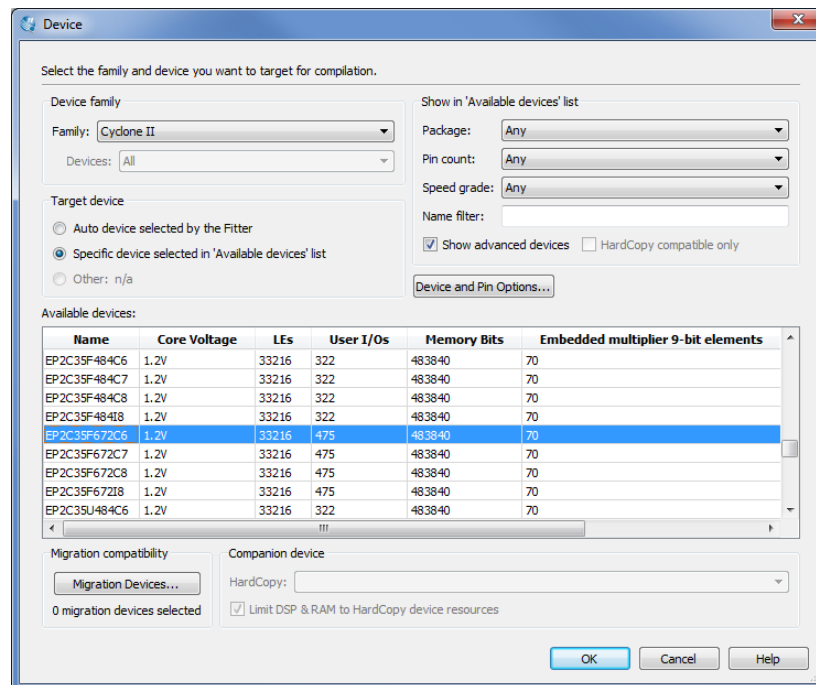 Device
Select the family and device you want to target for compilation.
Device family
Family: Cyclone II
Devices: All
Show in 'Available devices' list
Package: Any
Pin count: Any
Speed grade: Any
Name filter:
Show advanced devices HardCopy compatible only
Target device
Auto device selected by the Fitter
Specific device selected in 'Available devices' list
Other: n/a
Device and Pin Options...
Available devices:
Name Core Voltage LEs User I/Os Memory Bits Embedded multiplier 9-bit elements
EP2C35F484C6 1.2V 33216 322 483840 70
EP2C35F484C7 1.2V 33216 322 483840 70
EP2C35F484C8 1.2V 33216 322 483840 70
EP2C35F484I8 1.2V 33216 322 483840 70
EP2C35F672C6 1.2V 33216 475 483840 70
EP2C35F672C7 1.2V 33216 475 483840 70
EP2C35F672C8 1.2V 33216 475 483840 70
EP2C35F672I8 1.2V 33216 475 483840 70
EP2C35U484C6 1.2V 33216 322 483840 70
Migration compatibility
Migration Devices...
0 migration devices selected
Companion device
HardCopy:
Limit DSP & RAM to HardCopy device resources
OK Cancel Help